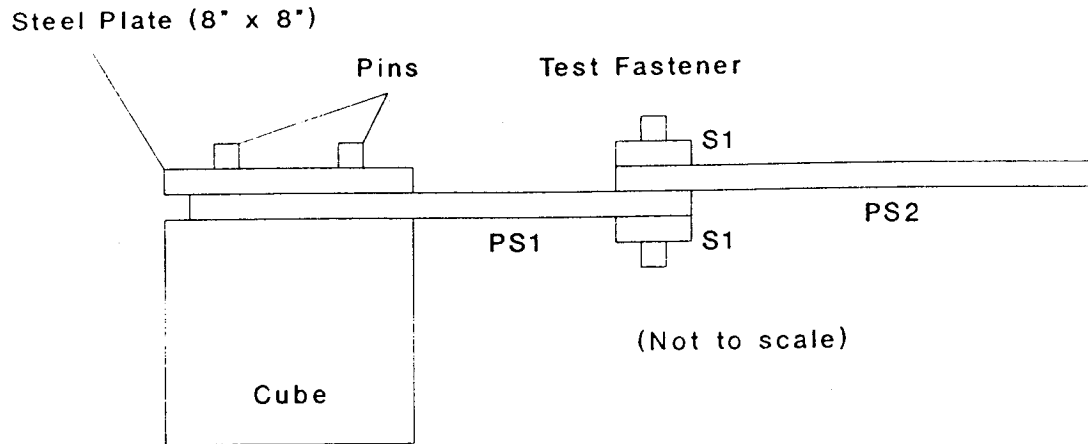 Steel Plate (8" x 8")
Pins
Test Fastener
S1
PS1
S1
PS2
(Not to scale)
Cube